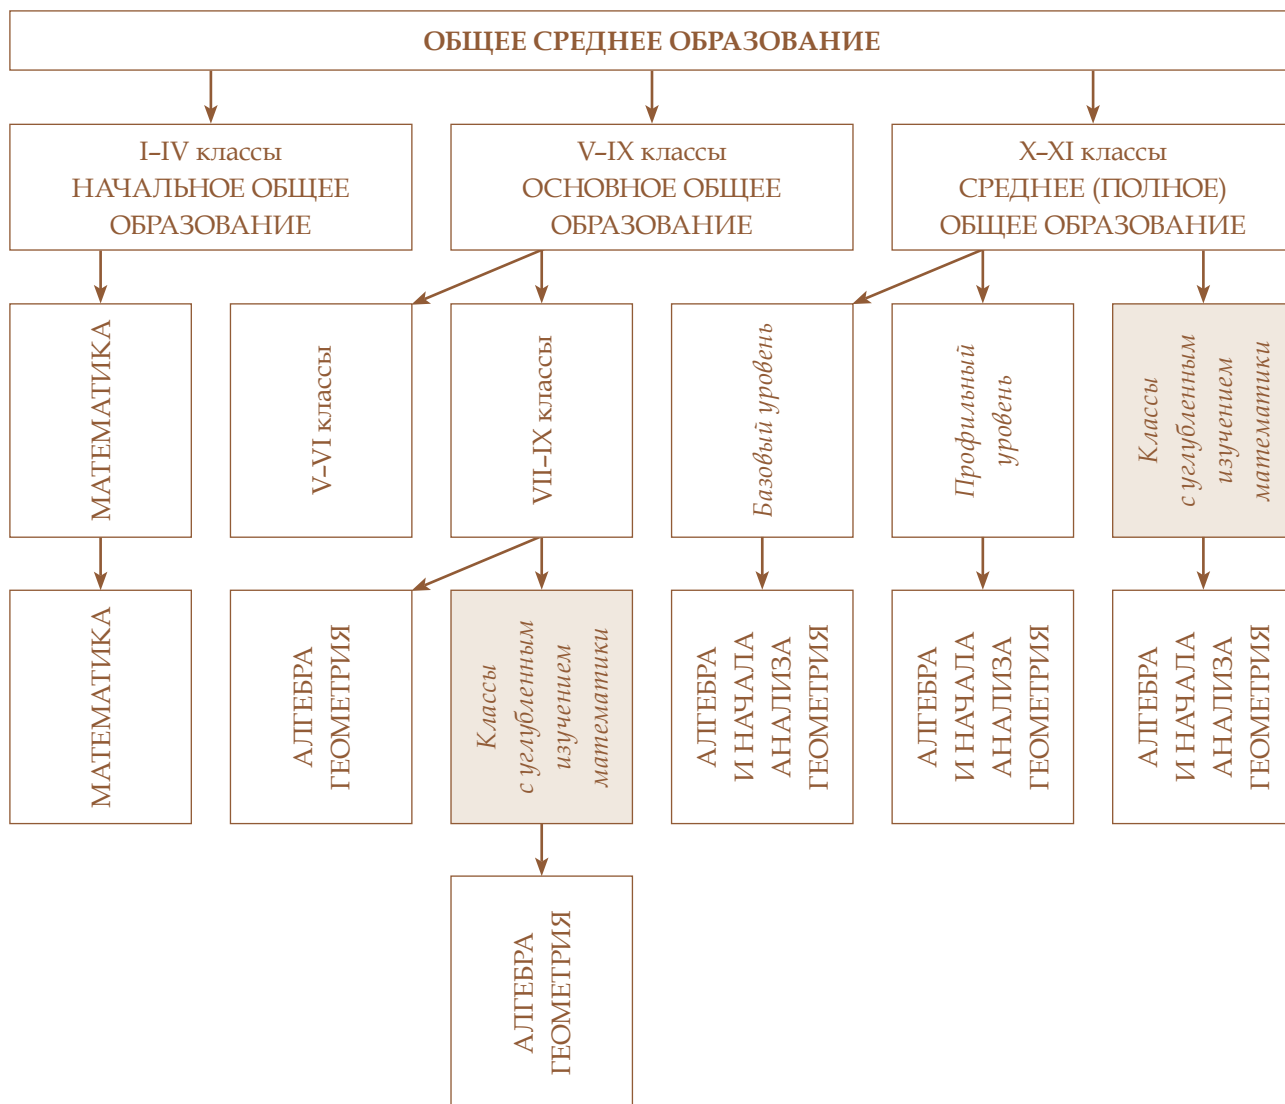 ОБЩЕЕ СРЕДНЕЕ ОБРАЗОВАНИЕ
I–IV классы
НАЧАЛЬНОЕ ОБЩЕЕ
ОБРАЗОВАНИЕ
V–IX классы
ОСНОВНОЕ ОБЩЕЕ
ОБРАЗОВАНИЕ
X–XI классы
СРЕДНЕЕ (ПОЛНОЕ)
ОБЩЕЕ ОБРАЗОВАНИЕ
МАТЕМАТИКА
V–VI классы
VII–IX классы
Базовый уровень
Профильный
уровень
Классы
с углубленным
изучением
математики
МАТЕМАТИКА
АЛГЕБРА
ГЕОМЕТРИЯ
Классы
с углубленным
изучением
математики
АЛГЕБРА
И НАЧАЛА
АНАЛИЗА
ГЕОМЕТРИЯ
АЛГЕБРА
И НАЧАЛА
АНАЛИЗА
ГЕОМЕТРИЯ
АЛГЕБРА
И НАЧАЛА
АНАЛИЗА
ГЕОМЕТРИЯ
АЛГЕБРА
ГЕОМЕТРИЯ